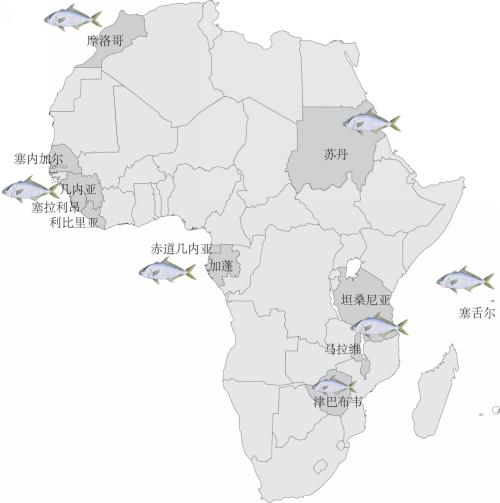 摩洛哥
苏丹
塞内加尔
几内亚
塞拉利昂
利比里亚
赤道几内亚
加蓬
坦桑尼亚
塞舌尔
马拉维
津巴布韦